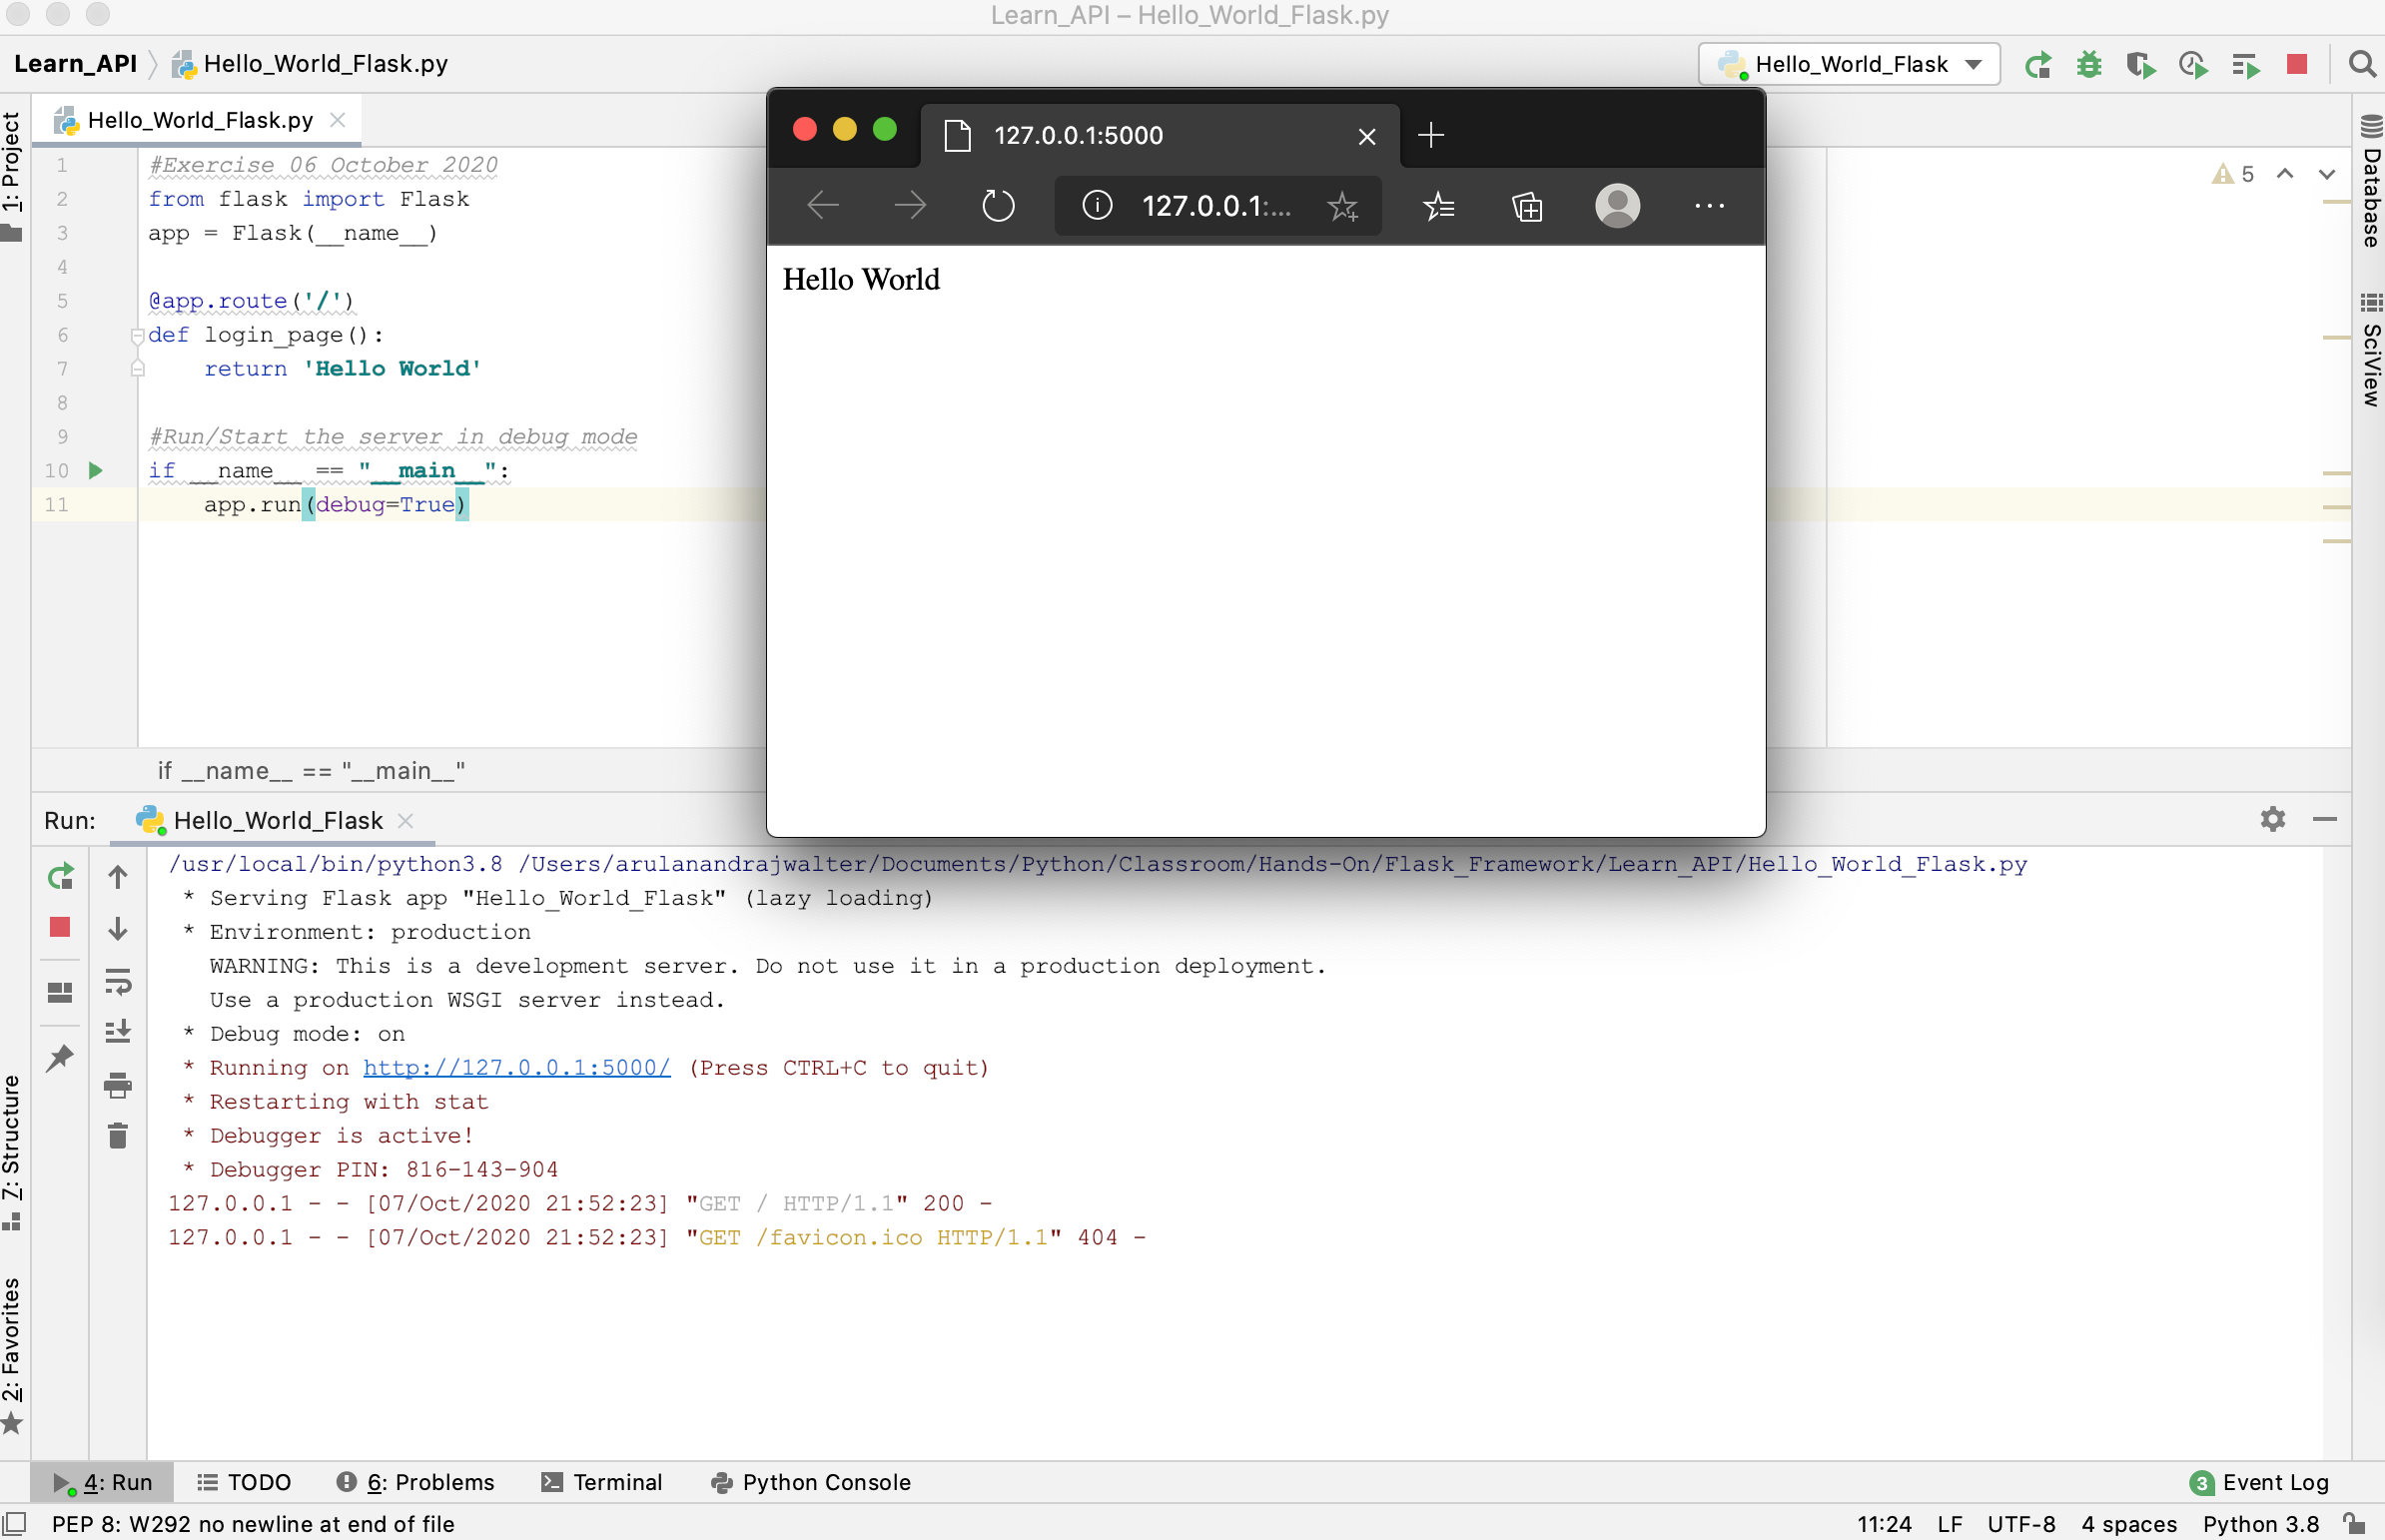 Learn_API – Hello_World_Flask.py
Learn_API
Hello_World_Flask.py
Hello_World_Flask
Hello_World_Flask.py
1: Project
1 #Exercise 06 October 2020
2 from flask import Flask
3 app = Flask(__name__)
4
5 @app.route('/')
6 def login_page():
7 return 'Hello World'
8
9 #Run/Start the server in debug mode
10 if __name__ == "__main__":
11 app.run(debug=True)
if __name__ == "__main__"
127.0.0.1:5000
127.0.0.1:...
Hello World
5
Database
SciView
Run:
Hello_World_Flask
/usr/local/bin/python3.8 /Users/arulanandrajwalter/Documents/Python/Classroom/Hands-On/Flask_Framework/Learn_API/Hello_World_Flask.py
* Serving Flask app "Hello_World_Flask" (lazy loading)
* Environment: production
WARNING: This is a development server. Do not use it in a production deployment.
Use a production WSGI server instead.
* Debug mode: on
* Running on http://127.0.0.1:5000/ (Press CTRL+C to quit)
* Restarting with stat
* Debugger is active!
* Debugger PIN: 816-143-904
127.0.0.1 - - [07/Oct/2020 21:52:23] "GET / HTTP/1.1" 200 -
127.0.0.1 - - [07/Oct/2020 21:52:23] "GET /favicon.ico HTTP/1.1" 404 -
7: Structure
2: Favorites
4: Run
TODO
6: Problems
Terminal
Python Console
3 Event Log
PEP 8: W292 no newline at end of file
11:24 LF UTF-8 4 spaces Python 3.8